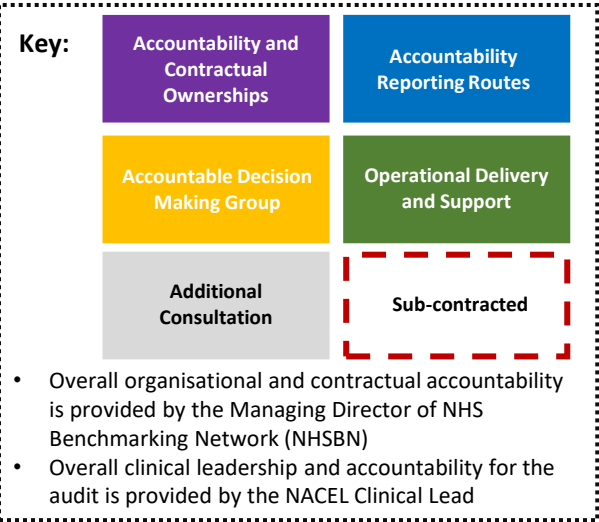 Key:
Accountability and
Contractual
Ownerships
Accountability
Reporting Routes
Accountable Decision
Making Group
Operational Delivery
and Support
Additional
Consultation
Sub-contracted
• Overall organisational and contractual accountability
is provided by the Managing Director of NHS
Benchmarking Network (NHSBN)
• Overall clinical leadership and accountability for the
audit is provided by the NACEL Clinical Lead